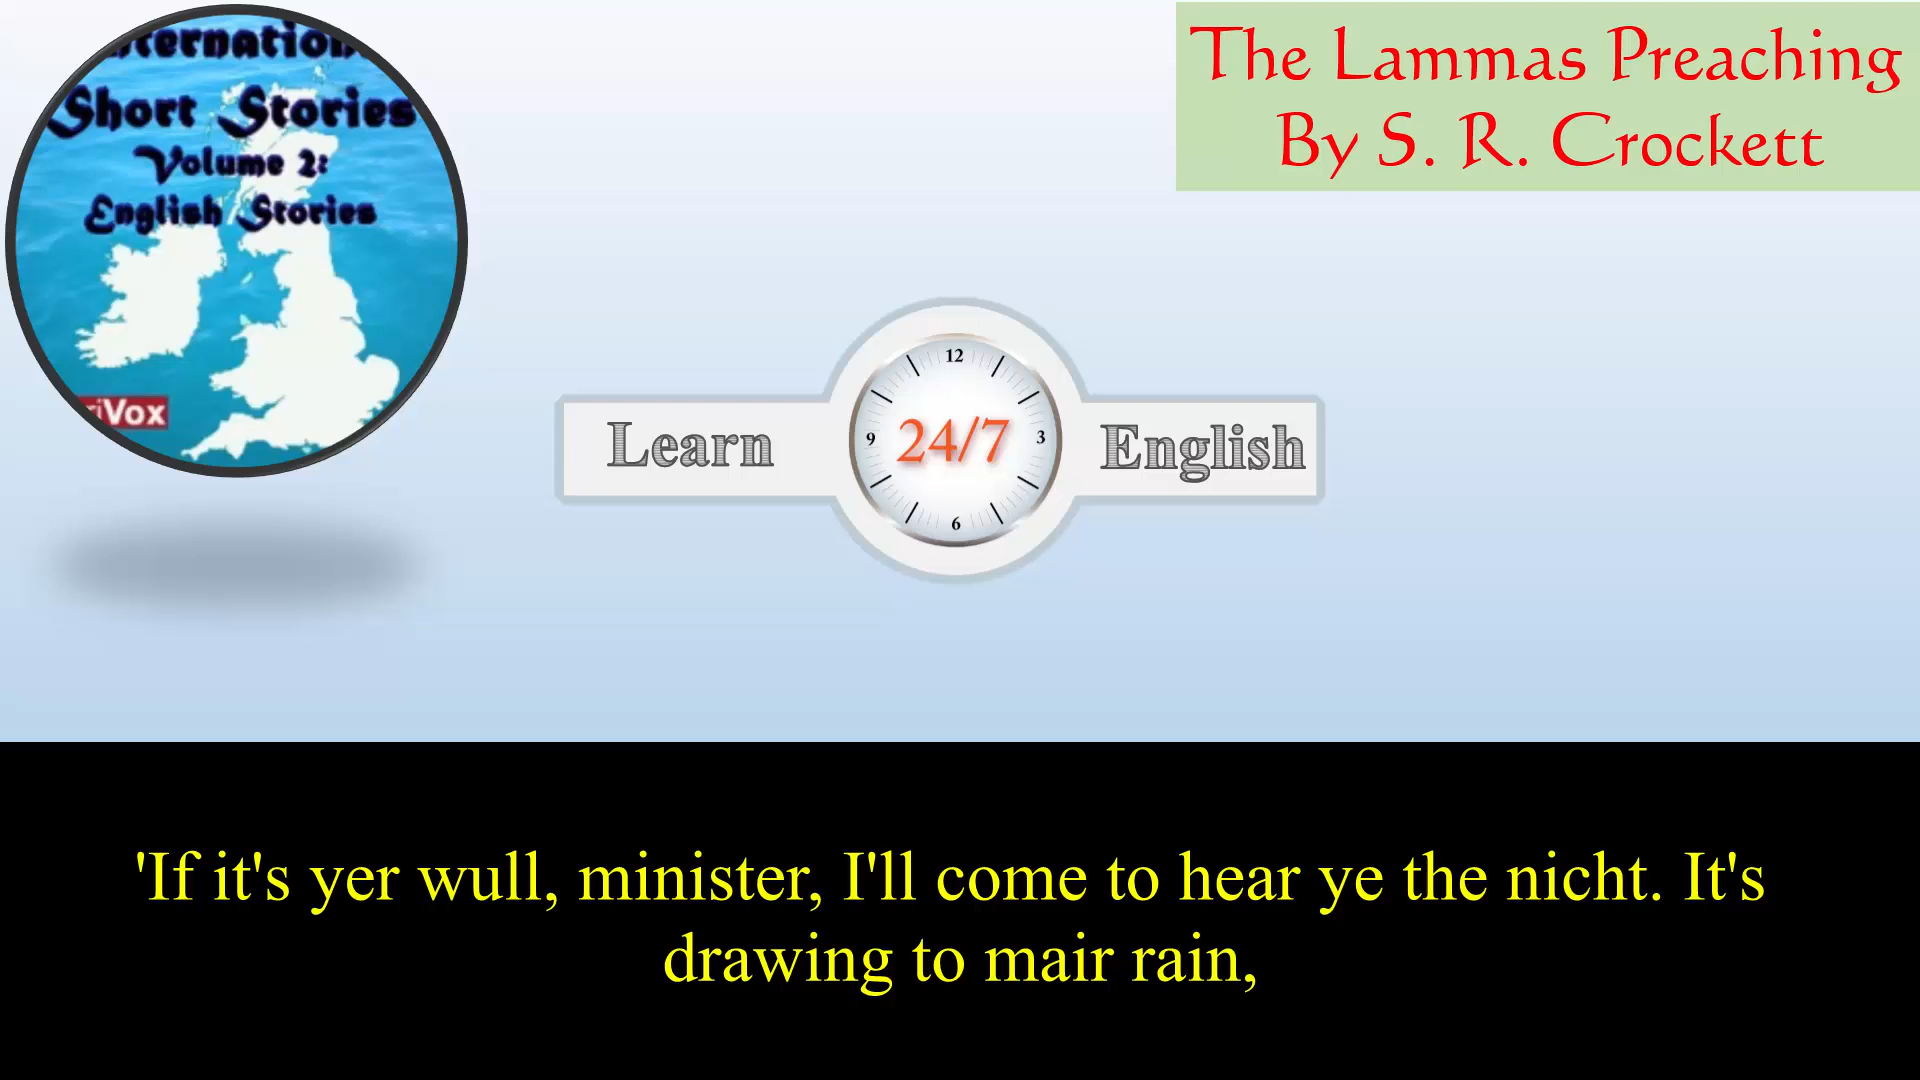 Short Stories
Volume 2:
English Stories
Vox
The Lammas Preaching
By S. R. Crockett
12
9
3
6
Learn
24/7
English
'If it's yer wull, minister, I'll come to hear ye the nicht. It's
drawing to mair rain,